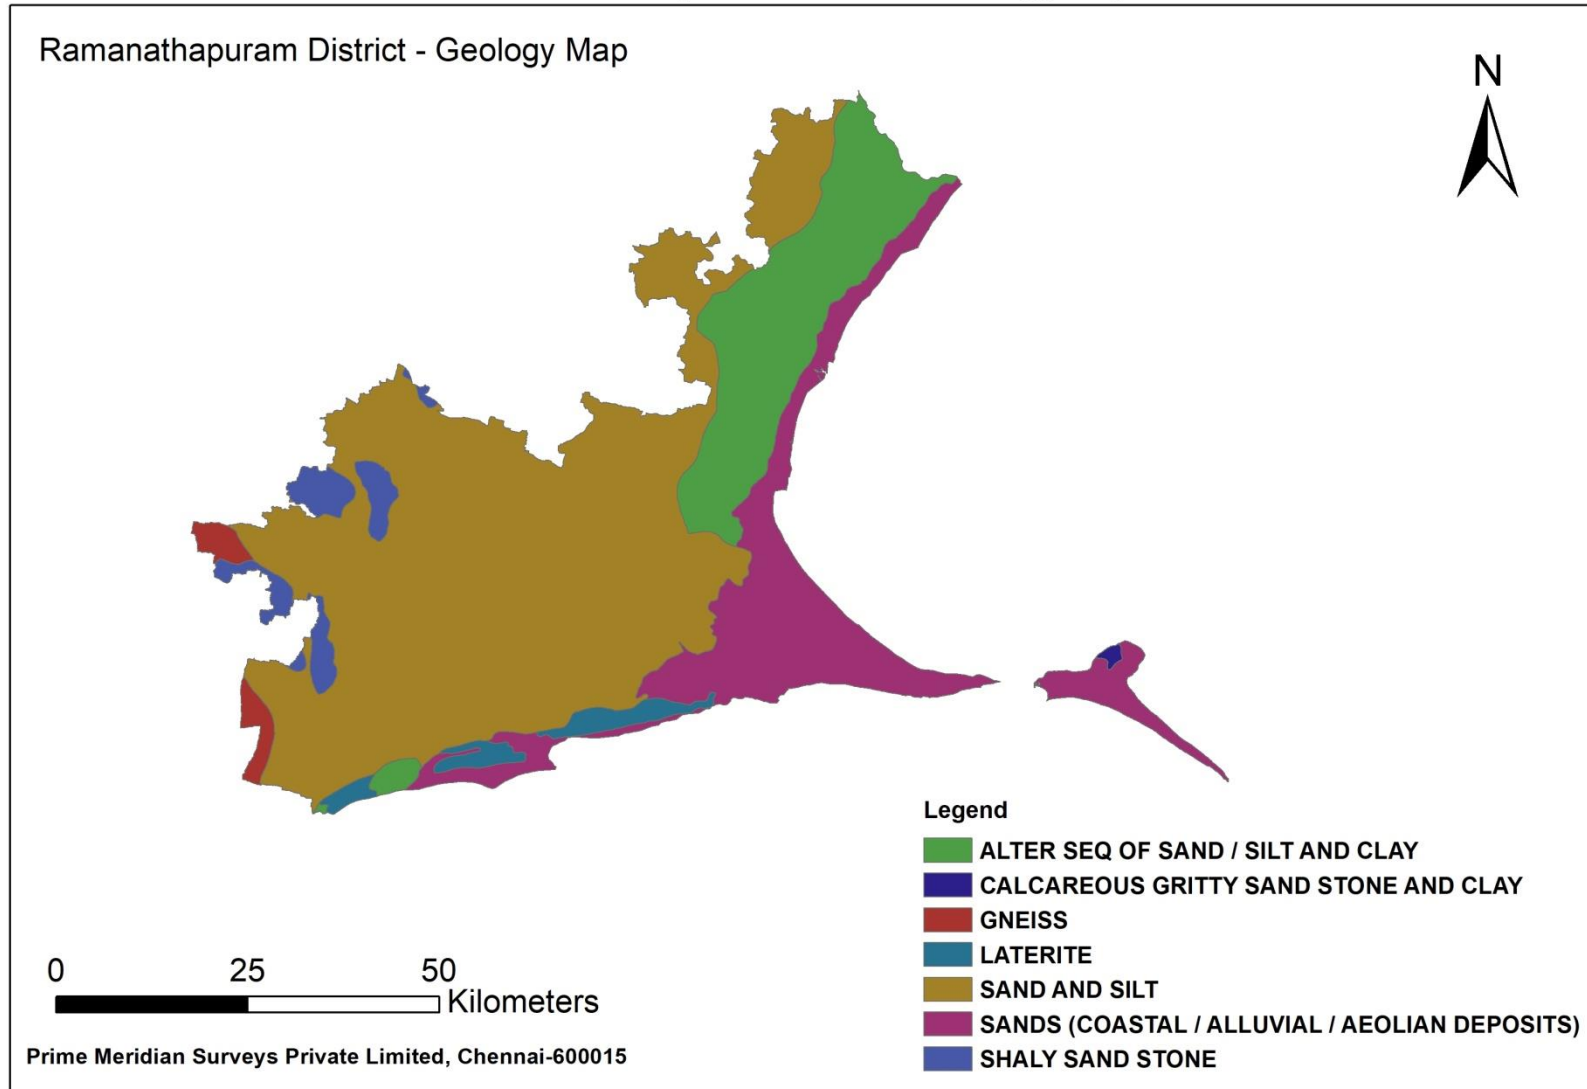 Ramanathapuram District - Geology Map
N
Legend
ALTER SEQ OF SAND / SILT AND CLAY
CALCAREOUS GRITTY SAND STONE AND CLAY
GNEISS
LATERITE
SAND AND SILT
SANDS (COASTAL / ALLUVIAL / AEOLIAN DEPOSITS)
SHALY SAND STONE
0 25 50
Kilometers
Prime Meridian Surveys Private Limited, Chennai-600015